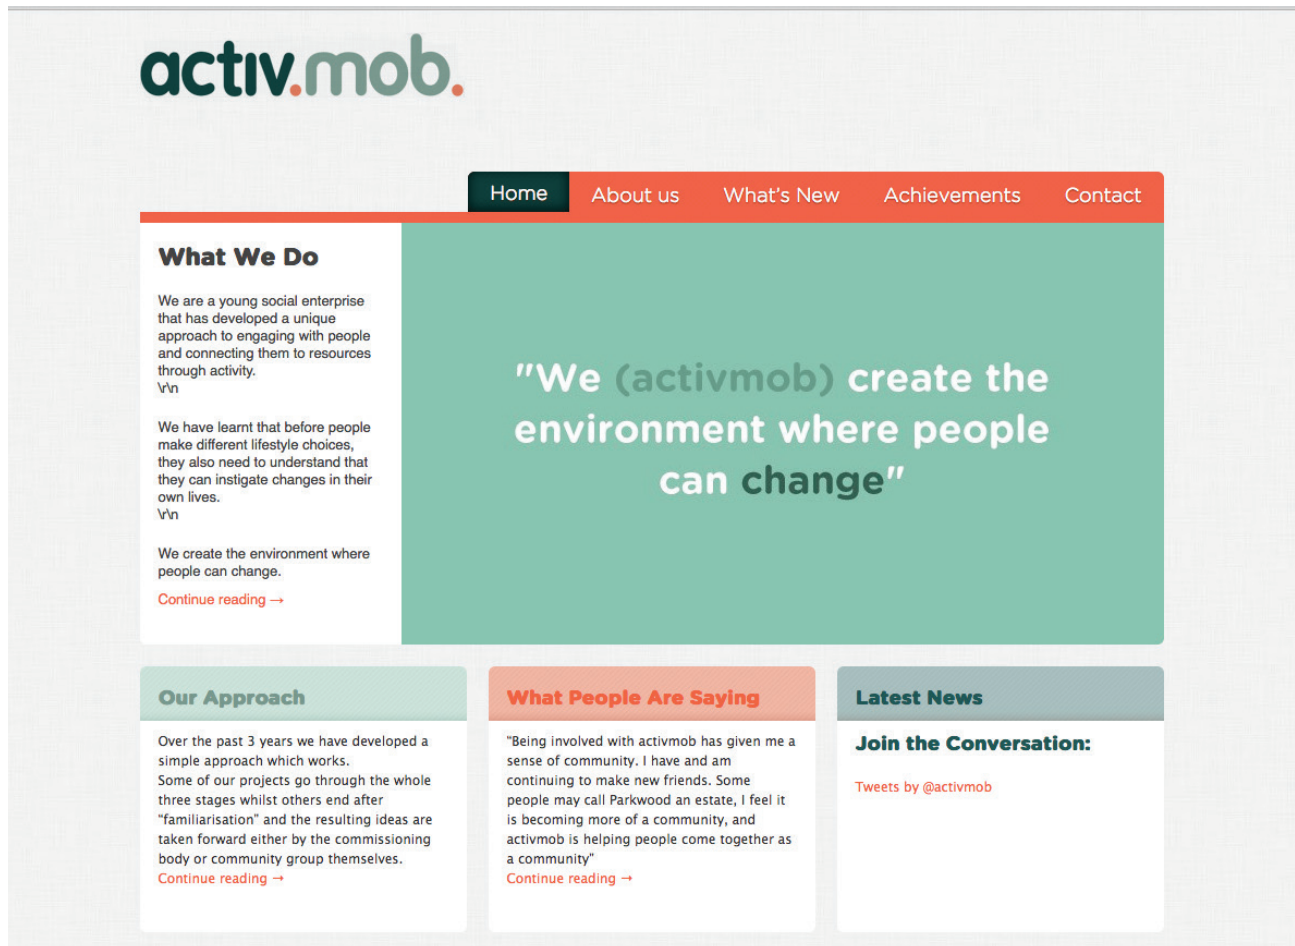 activ.mob.
Home About us What's New Achievements Contact
What We Do
We are a young social enterprise
that has developed a unique
approach to engaging with people
and connecting them to resources
through activity.
\r\n
We have learnt that before people
make different lifestyle choices,
they also need to understand that
they can instigate changes in their
own lives.
\r\n
We create the environment where
people can change.
Continue reading →
"We (activmob) create the
environment where people
can change"
Our Approach
Over the past 3 years we have developed a
simple approach which works.
Some of our projects go through the whole
three stages whilst others end after
“familiarisation” and the resulting ideas are
taken forward either by the commissioning
body or community group themselves.
Continue reading →
What People Are Saying
“Being involved with activmob has given me a
sense of community. I have and am
continuing to make new friends. Some
people may call Parkwood an estate, I feel it
is becoming more of a community, and
activmob is helping people come together as
a community”
Continue reading →
Latest News
Join the Conversation:
Tweets by @activmob